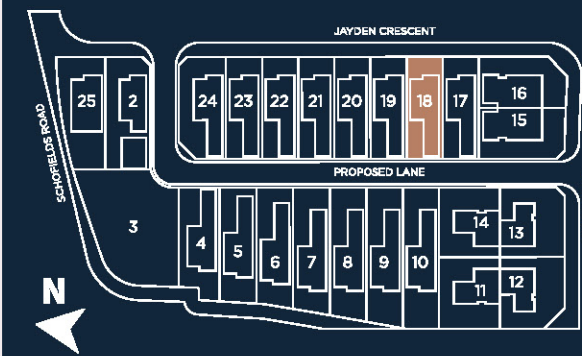 JAYDEN CRESCENT
SCHOFIELDS ROAD
25 2 24 23 22 21 20 19 18 17 16
15
PROPOSED LANE
3 4 5 6 7 8 9 10 14 13
11 12
N